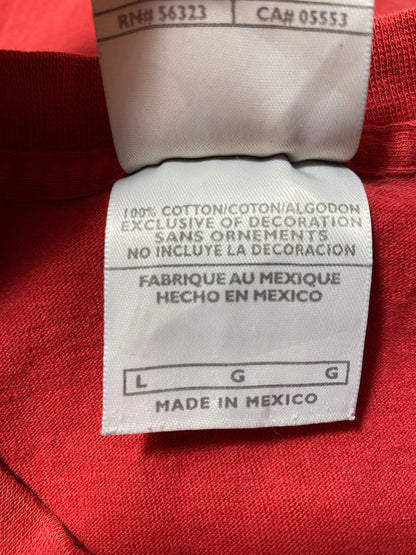 RN# 56323 CA# 05553
100% COTTON/COTON/ALGODON
EXCLUSIVE OF DECORATION
SANS ORNEMENTS
NO INCLUYE LA DECORACIÓN
FABRIQUE AU MEXIQUE
HECHO EN MEXICO
L G G
MADE IN MEXICO